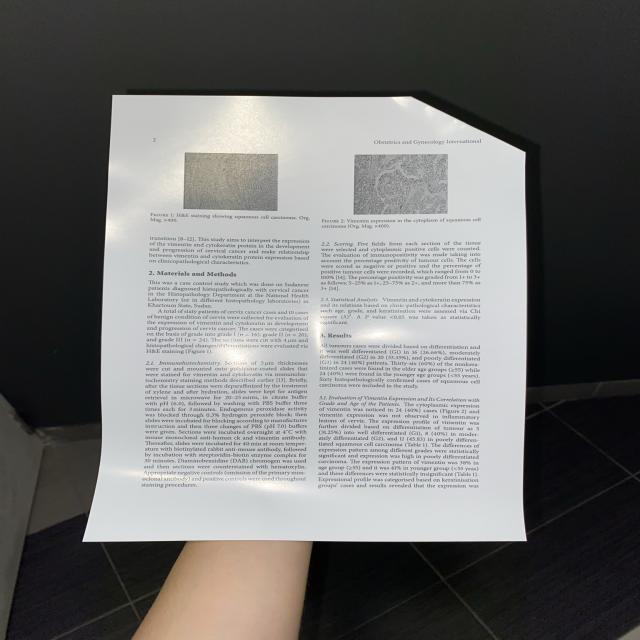 2
Obstetrics and Gynecology International
Figure 1: H&E staining showing squamous cell carcinoma. Org. Mag. ×400.
transition [8–12]. This study aims to interpret the expression
of the vimentin and cytokeratin protein in the development
and progression of cervical cancer and make relationship
between vimentin and cytokeratin protein expression based
on clinicopathological characteristics.
2. Materials and Methods
This was a case control study which was done on Sudanese
patients diagnosed histopathologically with cervical cancer
in the Histopathology Department at the National Health
Laboratory (or in different histopathology laboratories) at
Khartoum State, Sudan.
A total of sixty patients of cervix cancer cases and 10 cases
of benign condition of cervix were collected for evaluation of
the expression of vimentin and cytokeratin in development
and progression of cervix cancer. The cases were categorised
on the basis of grades into grade I (n = 16), grade II (n = 20),
and grade III (n = 24). The sections were cut with 4 μm and
histopathological changes/presentations were evaluated via
H&E staining (Figure 1).
2.1. Immunohistochemistry. Sections of 3 μm thicknesses
were cut and mounted onto polylysine-coated slides that
were stained for vimentin and cytokeratin via immunohis-
tochemistry staining methods described earlier [13]. Briefly,
after the tissue sections were deparaffinized by the treatment
of xylene and after hydration, slides were kept for antigen
retrieval in microwave for 20–25 mins, in citrate buffer
with pH (6.0), followed by washing with PBS buffer three
times each for 3 minutes. Endogenous peroxidase activity
was blocked through 0.3% hydrogen peroxide block; then
slides were incubated for blocking according to manufacturer
instruction and then three changes of PBS (pH 7.0) buffers
were given. Sections were incubated overnight at 4°C with
mouse monoclonal anti-human ck and vimentin antibody.
Thereafter, slides were incubated for 40 min at room temper-
ature with biotinylated rabbit anti-mouse antibody, followed
by incubation with streptavidin-biotin enzyme complex for
30 minutes. Diaminobenzidine (DAB) chromogen was used
and then sections were counterstained with hematoxylin.
Appropriate negative controls (omission of the primary mon-
oclonal antibody) and positive controls were used throughout
staining procedures.
Figure 2: Vimentin expression in the cytoplasm of squamous cell
carcinoma (Org. Mag. ×400).
2.2. Scoring. Five fields from each section of the tissue
were selected and cytoplasmic positive cells were counted.
The evaluation of immunopositivity was made taking into
account the percentage positivity of tumour cells. The cells
were scored as negative or positive and the percentage of
positive tumour cells were recorded, which ranged from 0 to
100% [14]. The percentage positivity was graded from 1+ to 3+
as follows: 5–25% as 1+, 25–75% as 2+, and more than 75% as
3+ [14].
2.3. Statistical Analysis. Vimentin and cytokeratin expression
and its relations based on clinic pathological characteristics
such age, grade, and keratinisation were assessed via Chi
square. A P value <0.05 was taken as statistically
significant.
3. Results
All tumours cases were divided based on differentiation and
it was well differentiated (G1) in 16 (26.66%), moderately
differentiated (G2) in 20 (33.33%), and poorly differentiated
(G3) in 24 (40%) patients. Thirty-six (60%) of the nonkera-
tinized cases were found in the older age groups (≥55) while
24 (40%) were found in the younger age groups (<55 years).
Sixty histopathologically confirmed cases of squamous cell
carcinoma were included in the study.
3.1. Evaluation of Vimentin Expression and Its Correlation with
Grade and Age of the Patients. The cytoplasmic expression
of vimentin was noticed in 24 (40%) cases (Figure 2) and
vimentin expression was not observed in inflammatory
lesions of cervix. The expression profile of vimentin was
further divided based on differentiation of tumour as 5
(31.25%) into well differentiated (G1), 8 (40%) in moder-
ately differentiated (G2), and 11 (45.83) in poorly differen-
tiated squamous cell carcinoma (Table 1). The differences of
expression pattern among different grades were statistically
significant and expression was high in poorly differentiated
carcinoma. The expression pattern of vimentin was 38% in
age group (≥55) and it was 41% in younger group (<50 year)
and those differences were statistically insignificant (Table 1).
Expressional profile was categorised based on keratinisation
groups' cases and results revealed that the expression was